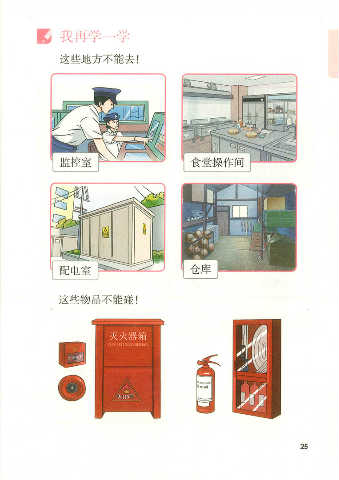 我再学一学
这些地方不能去！
监控室
食堂操作间
配电室
仓库
这些物品不能碰！
灭火器箱
25